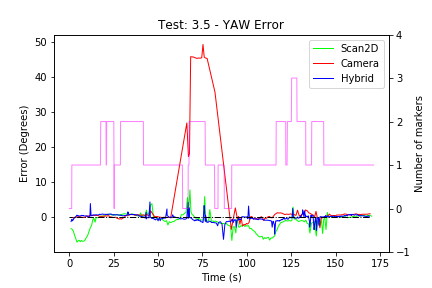 Test: 3.5 - YAW Error
Scan2D
Camera
Hybrid
Error (Degrees)
50
40
30
20
10
0
Number of markers
4
3
2
1
0
−1
0 25 50 75 100 125 150 175
Time (s)